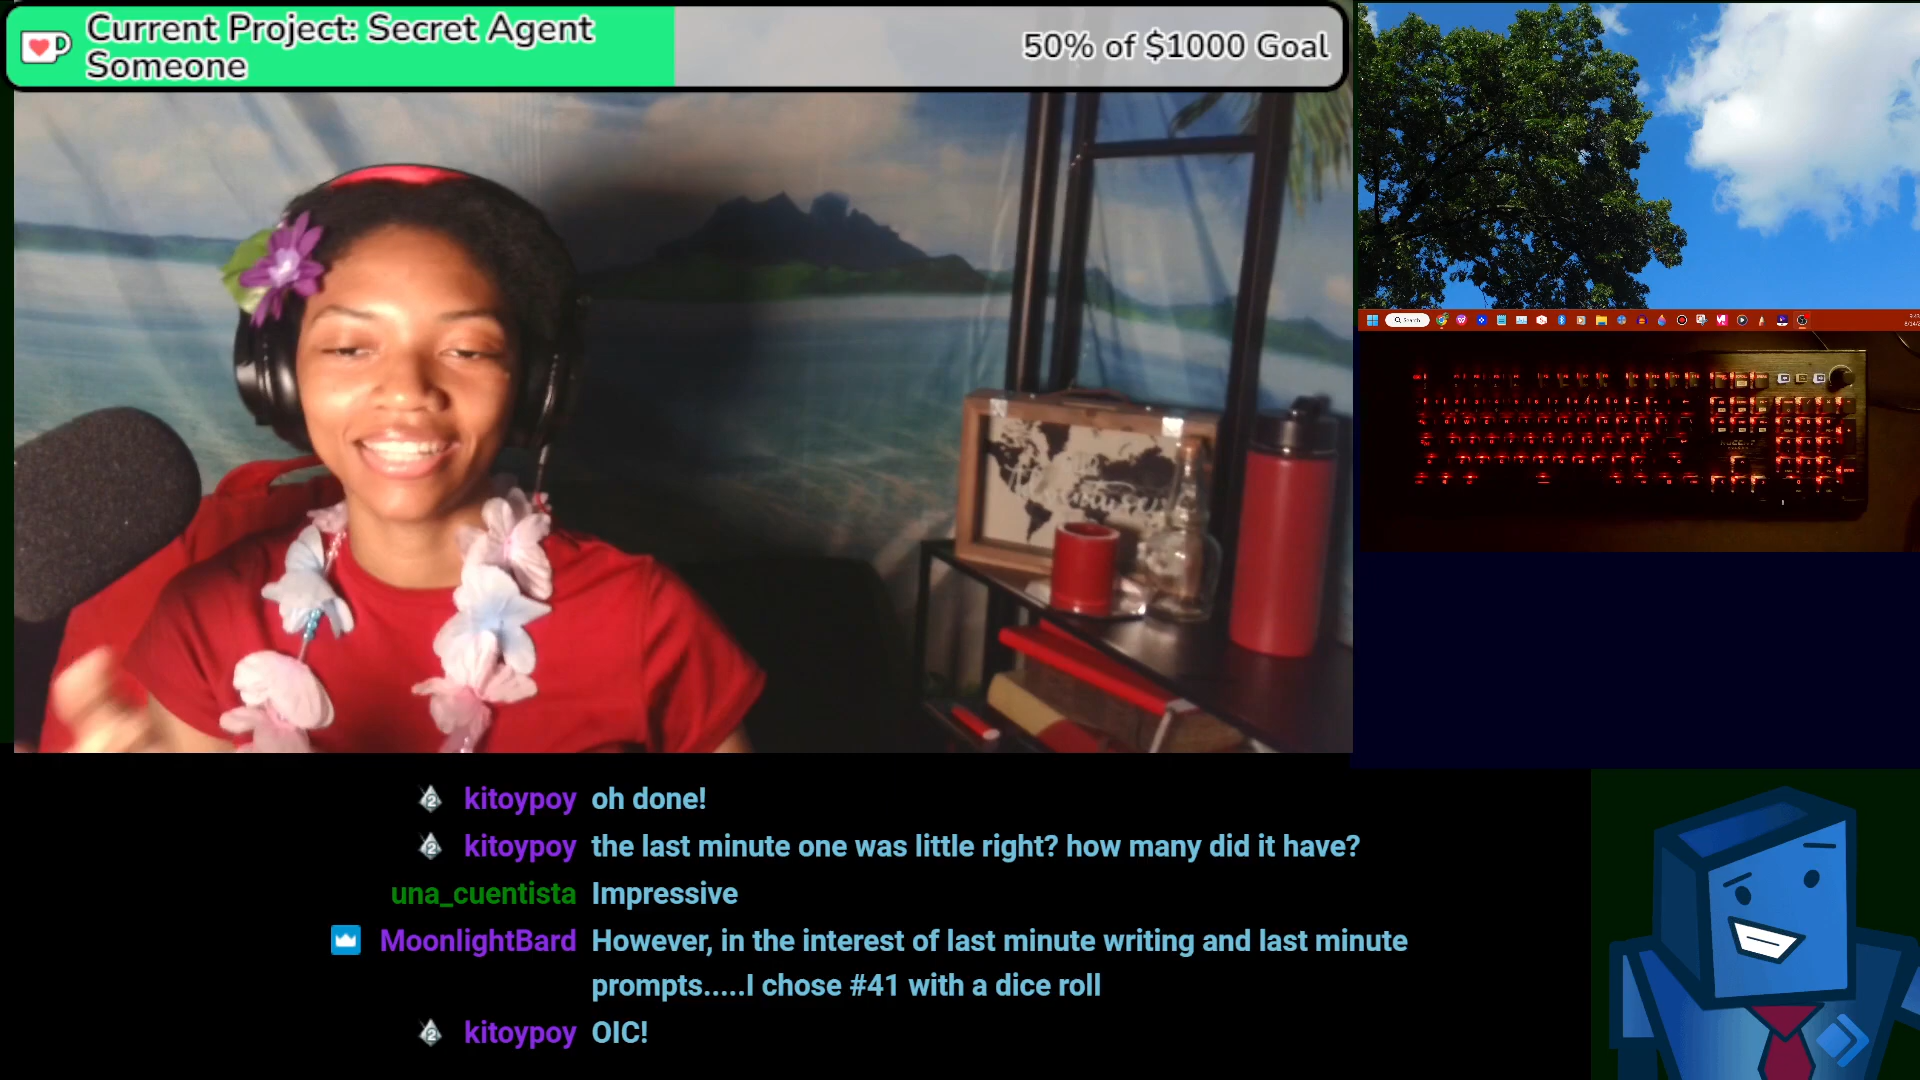 Current Project: Secret Agent
Someone
50% of $1000 Goal
Search
kitoypoy oh done!
kitoypoy the last minute one was little right? how many did it have?
una_cuentista Impressive
MoonlightBard However, in the interest of last minute writing and last minute
prompts.....I chose #41 with a dice roll
kitoypoy OIC!